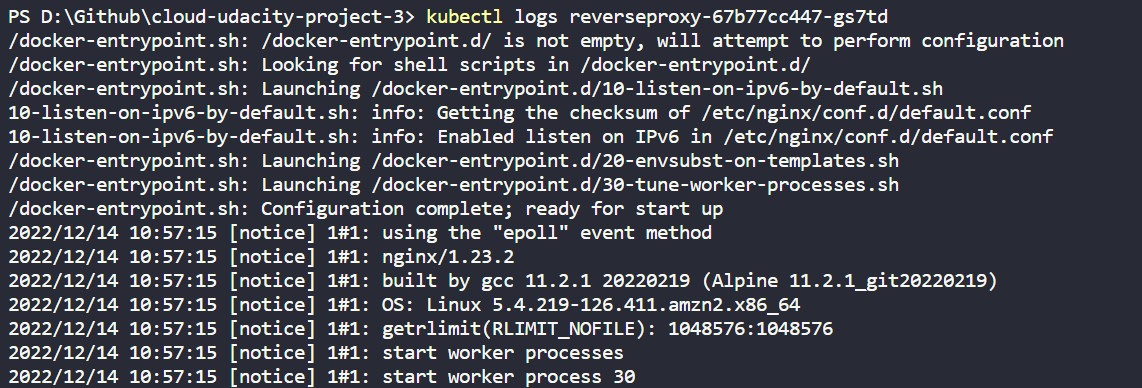 PS D:\Github\cloud-udacity-project-3> kubectl logs reverseproxy-67b77cc447-gs7td
/docker-entrypoint.sh: /docker-entrypoint.d/ is not empty, will attempt to perform configuration
/docker-entrypoint.sh: Looking for shell scripts in /docker-entrypoint.d/
/docker-entrypoint.sh: Launching /docker-entrypoint.d/10-listen-on-ipv6-by-default.sh
10-listen-on-ipv6-by-default.sh: info: Getting the checksum of /etc/nginx/conf.d/default.conf
10-listen-on-ipv6-by-default.sh: info: Enabled listen on IPv6 in /etc/nginx/conf.d/default.conf
/docker-entrypoint.sh: Launching /docker-entrypoint.d/20-envsubst-on-templates.sh
/docker-entrypoint.sh: Launching /docker-entrypoint.d/30-tune-worker-processes.sh
/docker-entrypoint.sh: Configuration complete; ready for start up
2022/12/14 10:57:15 [notice] 1#1: using the "epoll" event method
2022/12/14 10:57:15 [notice] 1#1: nginx/1.23.2
2022/12/14 10:57:15 [notice] 1#1: built by gcc 11.2.1 20220219 (Alpine 11.2.1_git20220219)
2022/12/14 10:57:15 [notice] 1#1: OS: Linux 5.4.219-126.411.amzn2.x86_64
2022/12/14 10:57:15 [notice] 1#1: getrlimit(RLIMIT_NOFILE): 1048576:1048576
2022/12/14 10:57:15 [notice] 1#1: start worker processes
2022/12/14 10:57:15 [notice] 1#1: start worker process 30